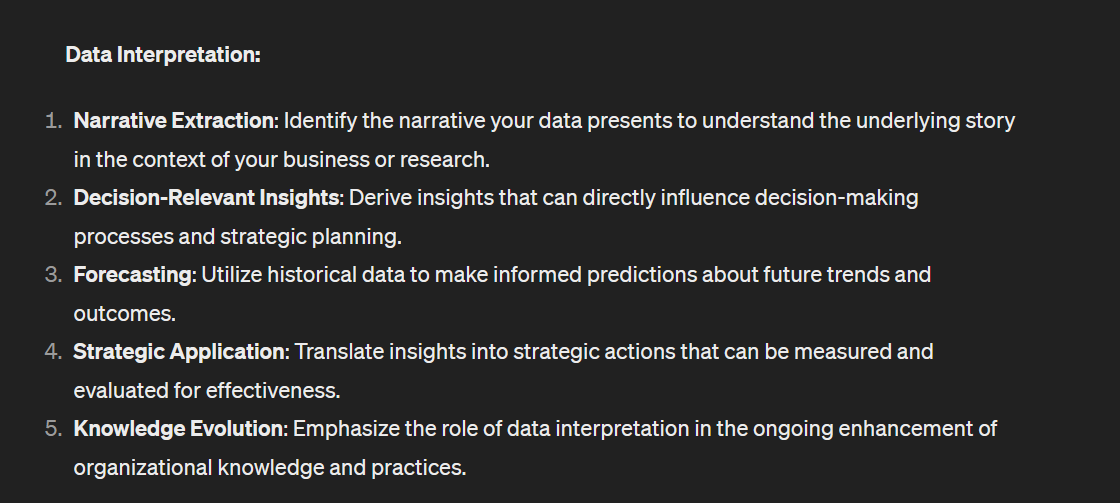 Data Interpretation:
1. Narrative Extraction: Identify the narrative your data presents to understand the underlying story
in the context of your business or research.
2. Decision-Relevant Insights: Derive insights that can directly influence decision-making
processes and strategic planning.
3. Forecasting: Utilize historical data to make informed predictions about future trends and
outcomes.
4. Strategic Application: Translate insights into strategic actions that can be measured and
evaluated for effectiveness.
5. Knowledge Evolution: Emphasize the role of data interpretation in the ongoing enhancement of
organizational knowledge and practices.